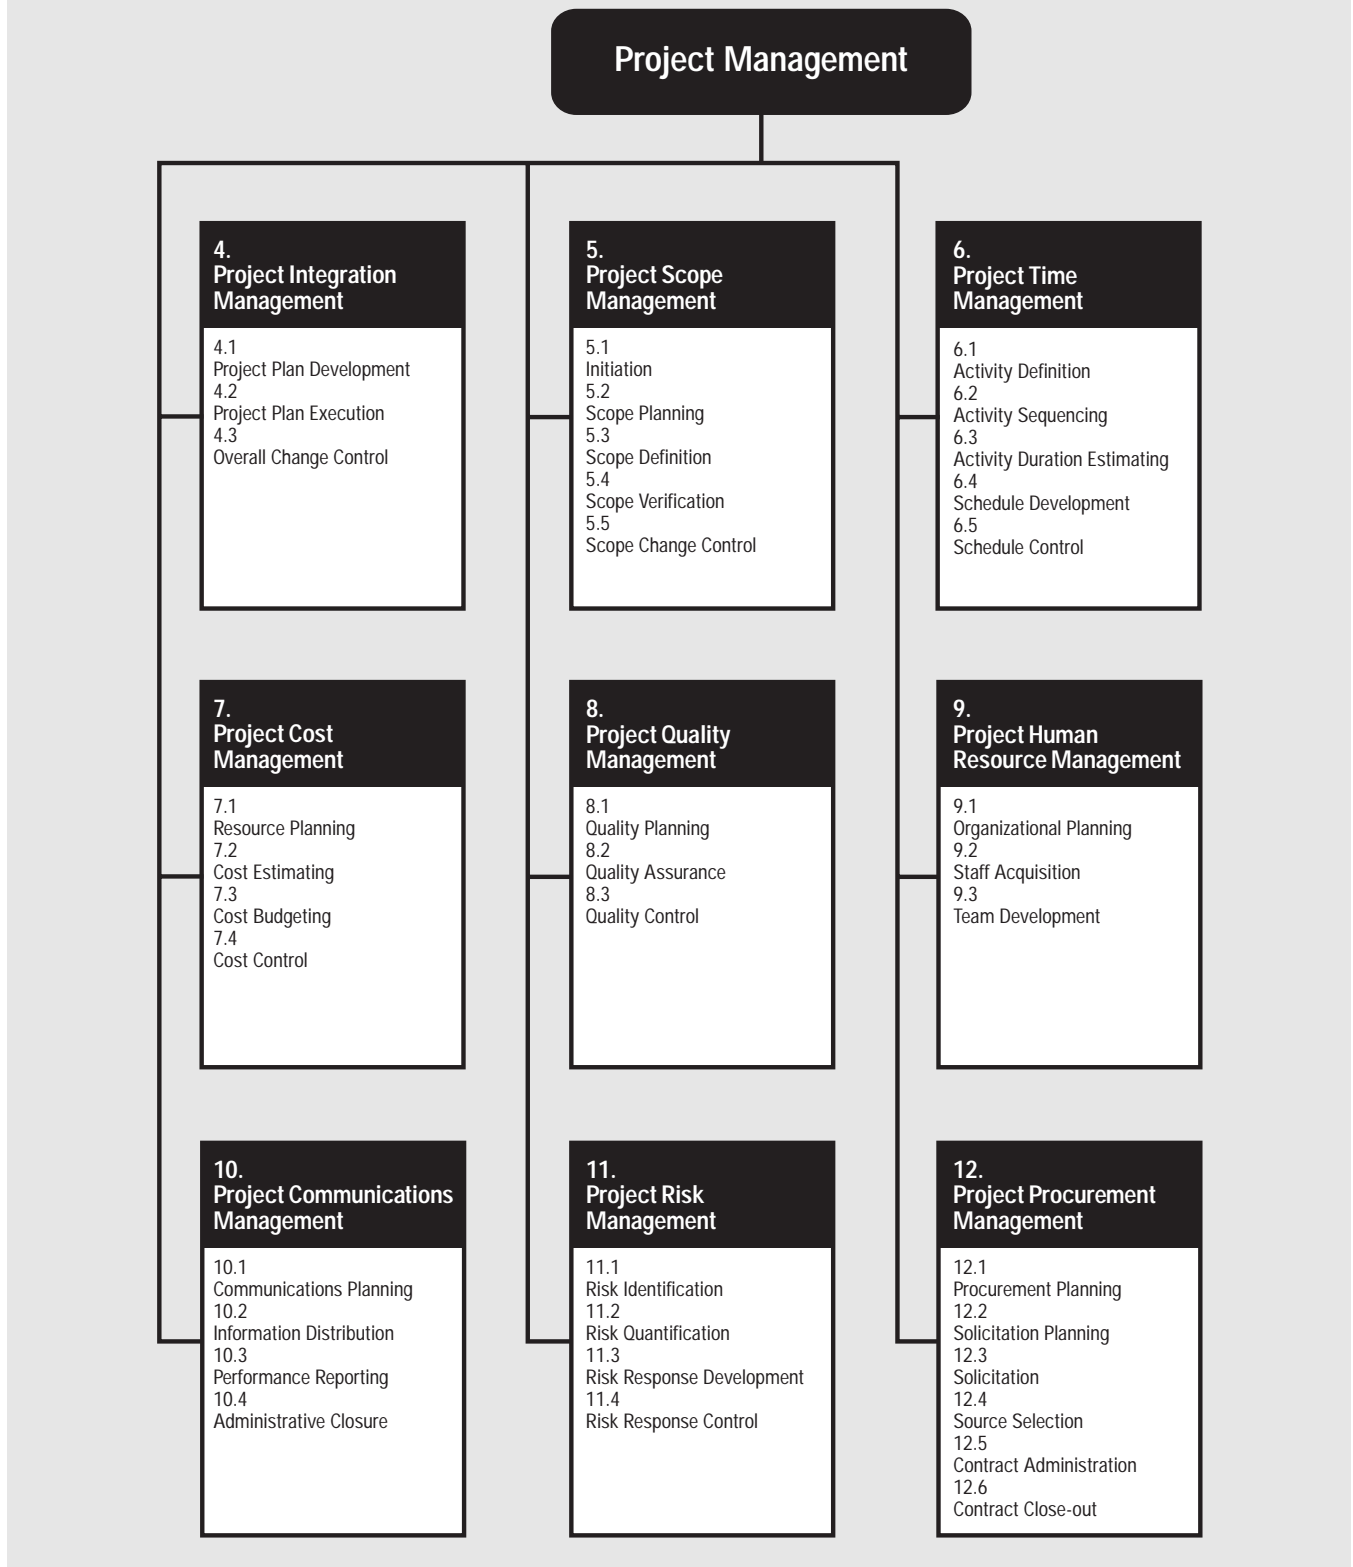 Project Management
4.
Project Integration
Management
4.1
Project Plan Development
4.2
Project Plan Execution
4.3
Overall Change Control
5.
Project Scope
Management
5.1
Initiation
5.2
Scope Planning
5.3
Scope Definition
5.4
Scope Verification
5.5
Scope Change Control
6.
Project Time
Management
6.1
Activity Definition
6.2
Activity Sequencing
6.3
Activity Duration Estimating
6.4
Schedule Development
6.5
Schedule Control
7.
Project Cost
Management
7.1
Resource Planning
7.2
Cost Estimating
7.3
Cost Budgeting
7.4
Cost Control
8.
Project Quality
Management
8.1
Quality Planning
8.2
Quality Assurance
8.3
Quality Control
9.
Project Human
Resource Management
9.1
Organizational Planning
9.2
Staff Acquisition
9.3
Team Development
10.
Project Communications
Management
10.1
Communications Planning
10.2
Information Distribution
10.3
Performance Reporting
10.4
Administrative Closure
11.
Project Risk
Management
11.1
Risk Identification
11.2
Risk Quantification
11.3
Risk Response Development
11.4
Risk Response Control
12.
Project Procurement
Management
12.1
Procurement Planning
12.2
Solicitation Planning
12.3
Solicitation
12.4
Source Selection
12.5
Contract Administration
12.6
Contract Close-out